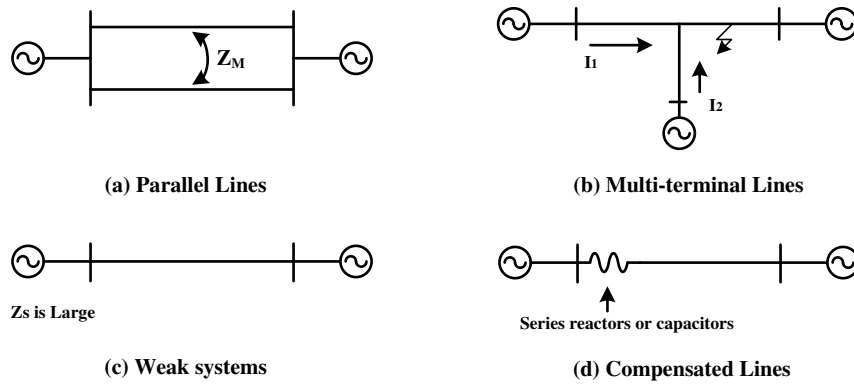 Z_M
I1
I2
(a) Parallel Lines
(b) Multi-terminal Lines
Zs is Large
Series reactors or capacitors
(c) Weak systems
(d) Compensated Lines